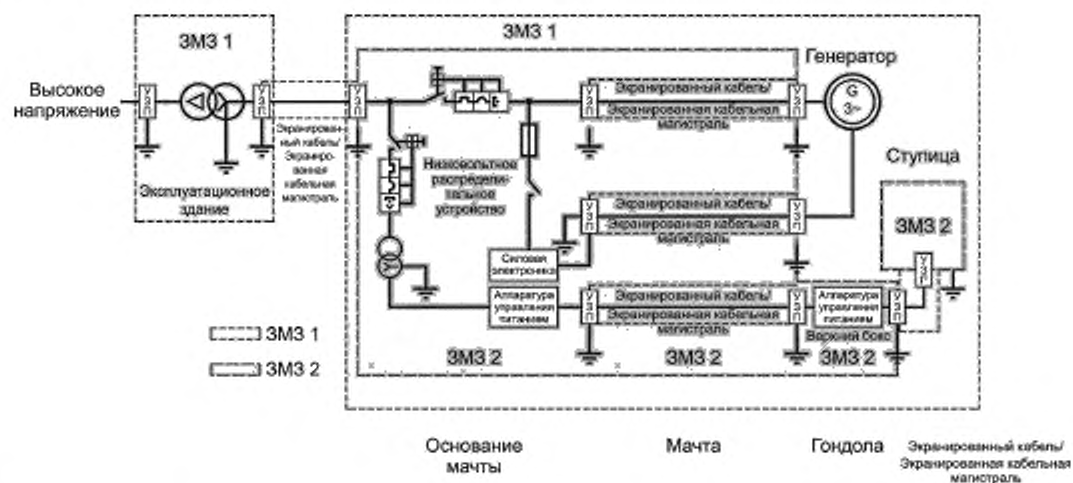 ЗМЗ 1
ЗМЗ 1
Генератор
Высокое
напряжение
УЗП
УЗП
УЗП
УЗП
Экранированный кабель/
Экранированная кабельная
магистраль
УЗП
G
3~
Экранирован-
ный кабель/
Экраниро-
ванная
кабельная
магистраль
Низковольтное
распредели-
тельное
устройство
Ступица
Эксплуатационное
здание
УЗП
Экранированный кабель/
Экранированная кабельная
магистраль
УЗП
ЗМЗ 2
УЗП
Силовая
электроника
Аппаратура
управления
питанием
УЗП
Экранированный кабель/
Экранированная кабельная
магистраль
УЗП
Аппаратура
управления
питанием
УЗП
Верхний бокс
ЗМЗ 1
ЗМЗ 2
ЗМЗ 2
ЗМЗ 2
ЗМЗ 2
Основание
мачты
Мачта
Гондола
Экранированный кабель/
Экранированная кабельная
магистраль